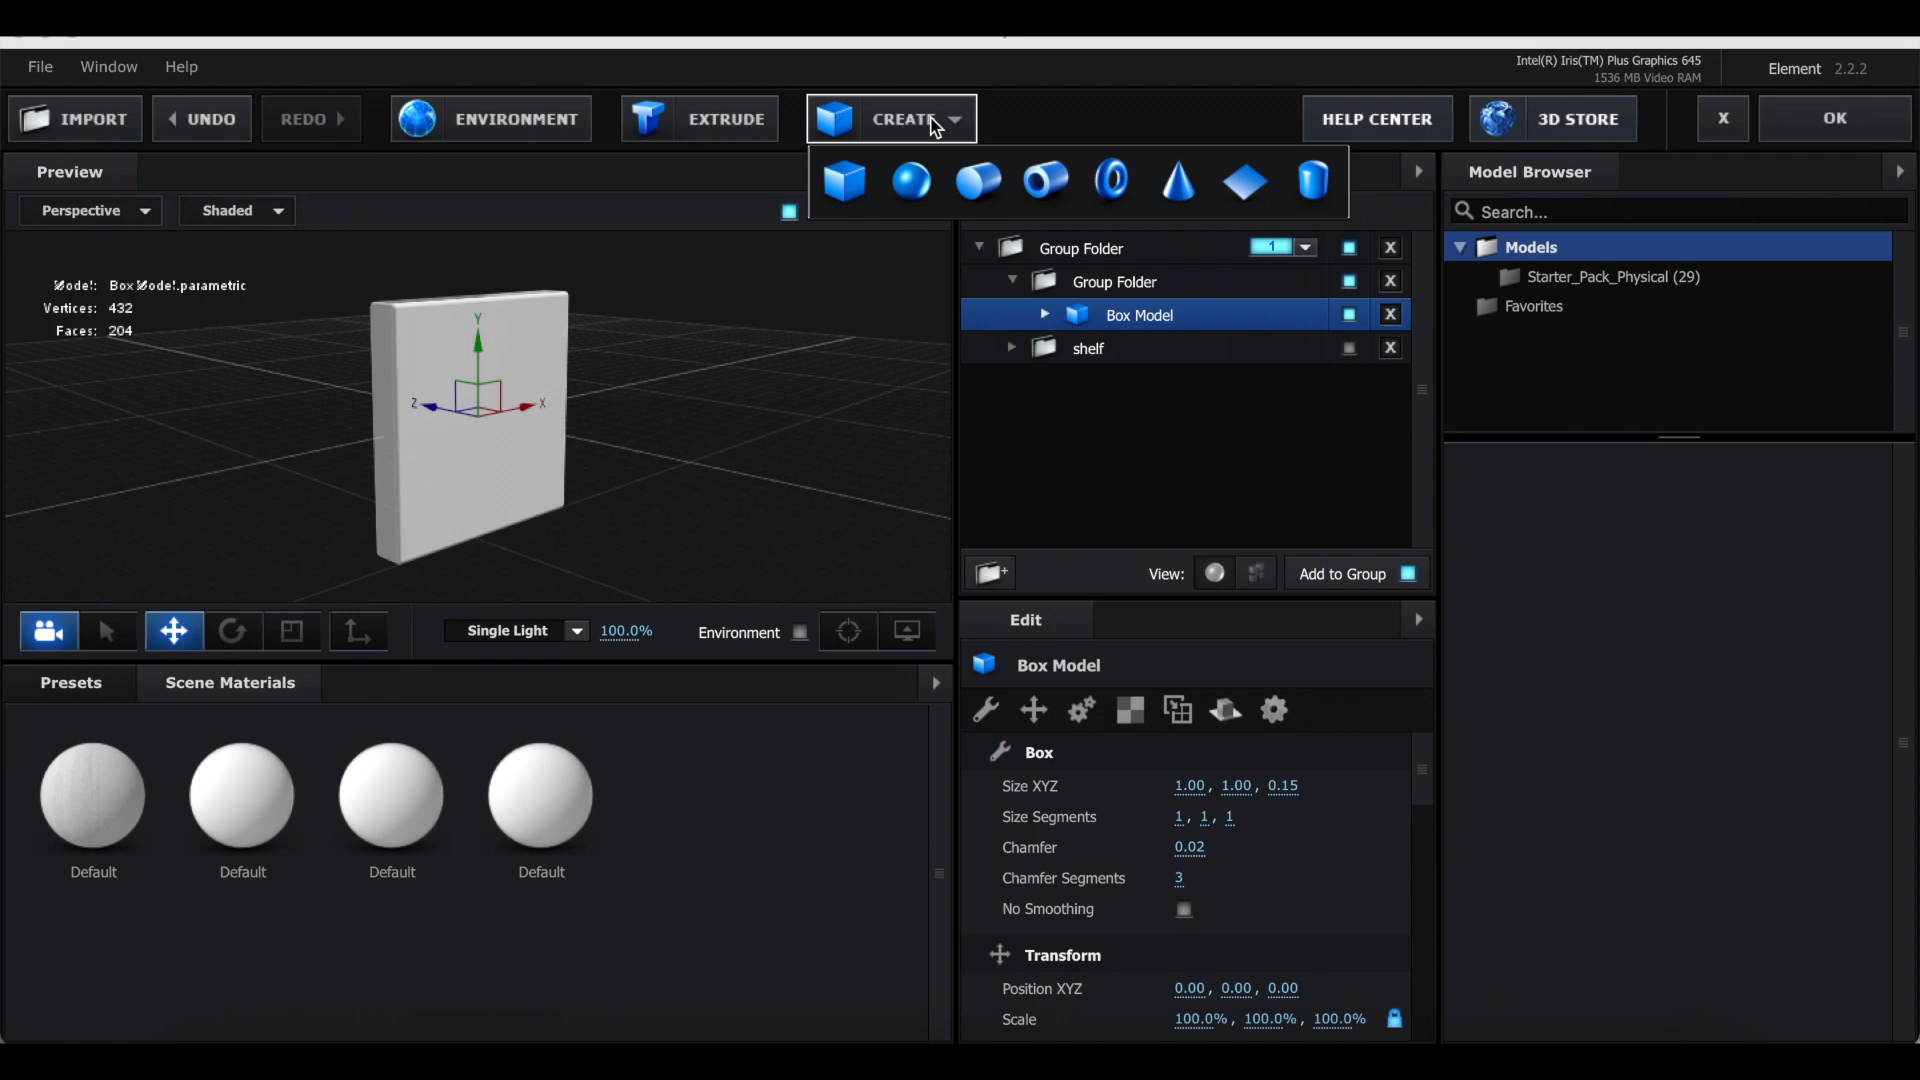 File Window Help
Intel(R) Iris(TM) Plus Graphics 645
1536 MB Video RAM
Element 2.2.2
IMPORT UNDO REDO ENVIRONMENT EXTRUDE CREATE HELP CENTER 3D STORE X OK
Preview
Perspective Shaded
Model: Box Model.parametric
Vertices: 432
Faces: 204
Y
Z X
Single Light 100.0% Environment
Presets Scene Materials
Default Default Default Default
Group Folder 1 X
Group Folder X
Box Model X
shelf X
View: Add to Group
Edit
Box Model
Box
Size XYZ 1.00, 1.00, 0.15
Size Segments 1, 1, 1
Chamfer 0.02
Chamfer Segments 3
No Smoothing
Transform
Position XYZ 0.00, 0.00, 0.00
Scale 100.0%, 100.0%, 100.0%
Model Browser
Search...
Models
Starter_Pack_Physical (29)
Favorites